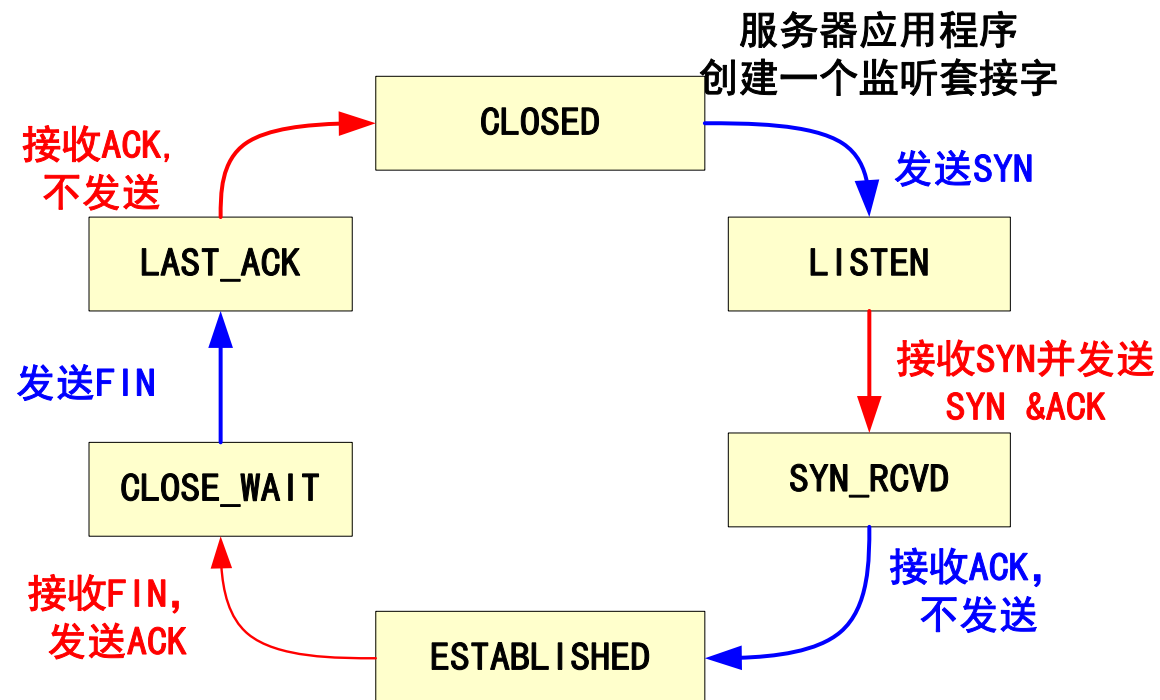 服务器应用程序
创建一个监听套接字
CLOSED
接收ACK,
不发送
发送SYN
LAST_ACK
LISTEN
发送FIN
接收SYN并发送
SYN &ACK
CLOSE_WAIT
SYN_RCVD
接收FIN,
发送ACK
接收ACK,
不发送
ESTABLISHED